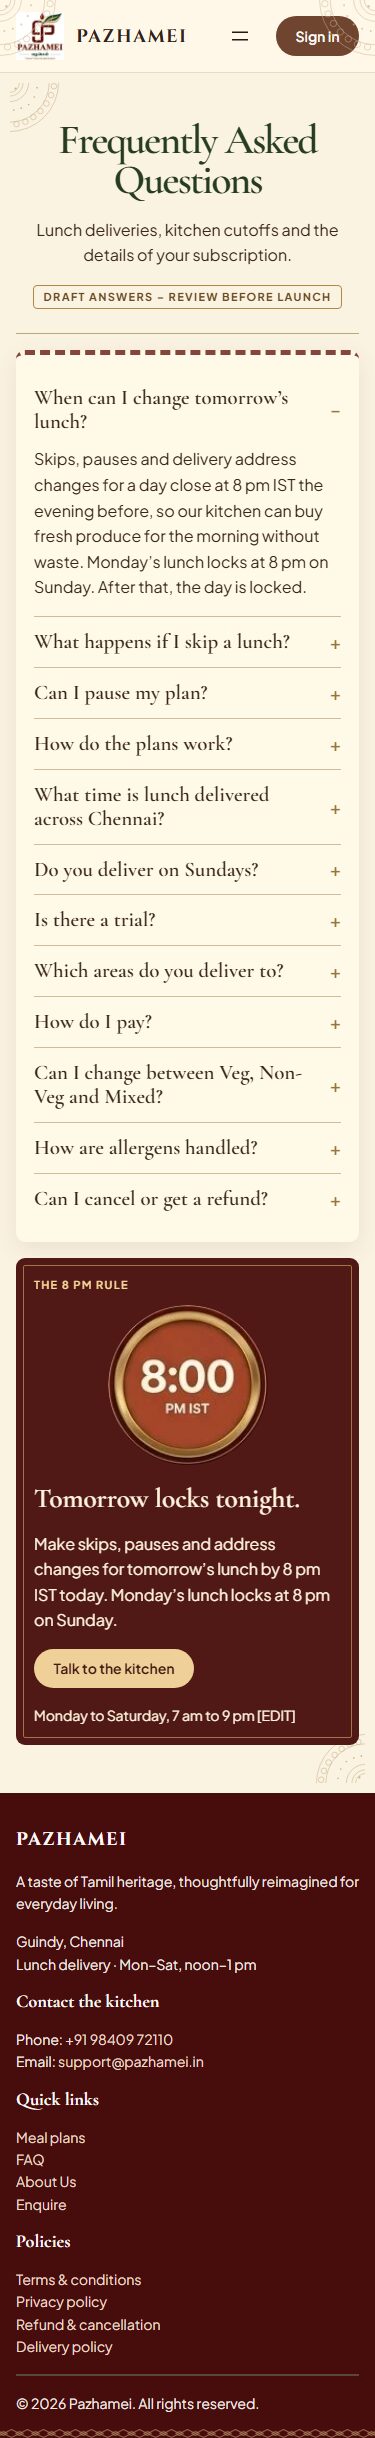 PAZHAMEI
PAZHAMEI
Sign in
Frequently Asked
Questions
Lunch deliveries, kitchen cutoffs and the
details of your subscription.
DRAFT ANSWERS – REVIEW BEFORE LAUNCH
When can I change tomorrow’s
lunch?
−
Skips, pauses and delivery address
changes for a day close at 8 pm IST the
evening before, so our kitchen can buy
fresh produce for the morning without
waste. Monday’s lunch locks at 8 pm on
Sunday. After that, the day is locked.
What happens if I skip a lunch? +
Can I pause my plan? +
How do the plans work? +
What time is lunch delivered
across Chennai?
+
Do you deliver on Sundays? +
Is there a trial? +
Which areas do you deliver to? +
How do I pay? +
Can I change between Veg, Non-
Veg and Mixed?
+
How are allergens handled? +
Can I cancel or get a refund? +
THE 8 PM RULE
8:00
PM IST
Tomorrow locks tonight.
Make skips, pauses and address
changes for tomorrow’s lunch by 8 pm
IST today. Monday’s lunch locks at 8 pm
on Sunday.
Talk to the kitchen
Monday to Saturday, 7 am to 9 pm [EDIT]
PAZHAMEI
A taste of Tamil heritage, thoughtfully reimagined for
everyday living.
Guindy, Chennai
Lunch delivery · Mon–Sat, noon–1 pm
Contact the kitchen
Phone: +91 98409 72110
Email: support@pazhamei.in
Quick links
Meal plans
FAQ
About Us
Enquire
Policies
Terms & conditions
Privacy policy
Refund & cancellation
Delivery policy
© 2026 Pazhamei. All rights reserved.